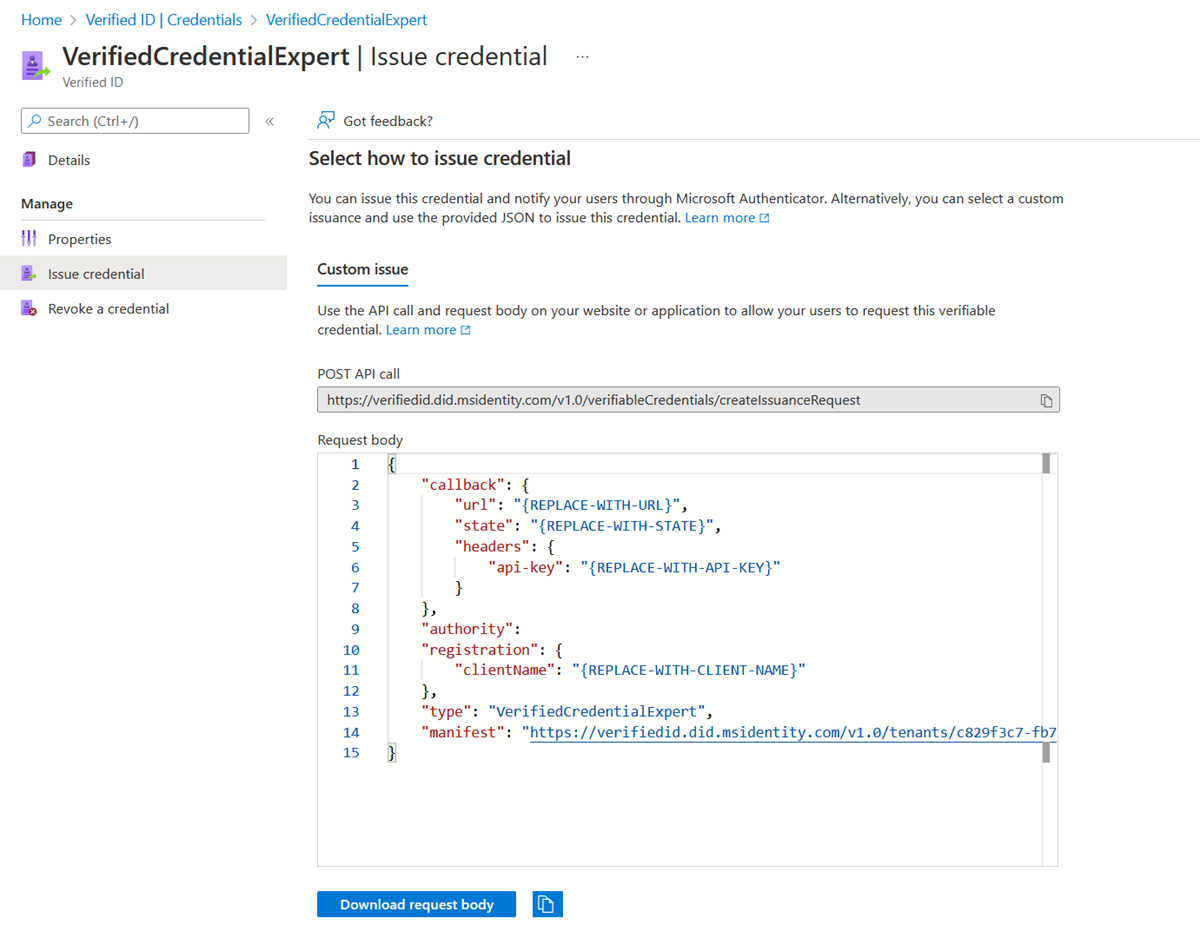 Home > Verified ID | Credentials > VerifiedCredentialExpert
VerifiedCredentialExpert | Issue credential ...
Verified ID
Search (Ctrl+/) «
Details
Manage
Properties
Issue credential
Revoke a credential
Got feedback?
Select how to issue credential
You can issue this credential and notify your users through Microsoft Authenticator. Alternatively, you can select a custom
issuance and use the provided JSON to issue this credential. Learn more
Custom issue
Use the API call and request body on your website or application to allow your users to request this verifiable
credential. Learn more
POST API call
https://verifiedid.did.msidentity.com/v1.0/verifiableCredentials/createIssuanceRequest
Request body
1 {
2 "callback": {
3 "url": "{REPLACE-WITH-URL}",
4 "state": "{REPLACE-WITH-STATE}",
5 "headers": {
6 "api-key": "{REPLACE-WITH-API-KEY}"
7 }
8 },
9 "authority":
10 "registration": {
11 "clientName": "{REPLACE-WITH-CLIENT-NAME}"
12 },
13 "type": "VerifiedCredentialExpert",
14 "manifest": "https://verifiedid.did.msidentity.com/v1.0/tenants/c829f3c7-fb7
15 }
Download request body